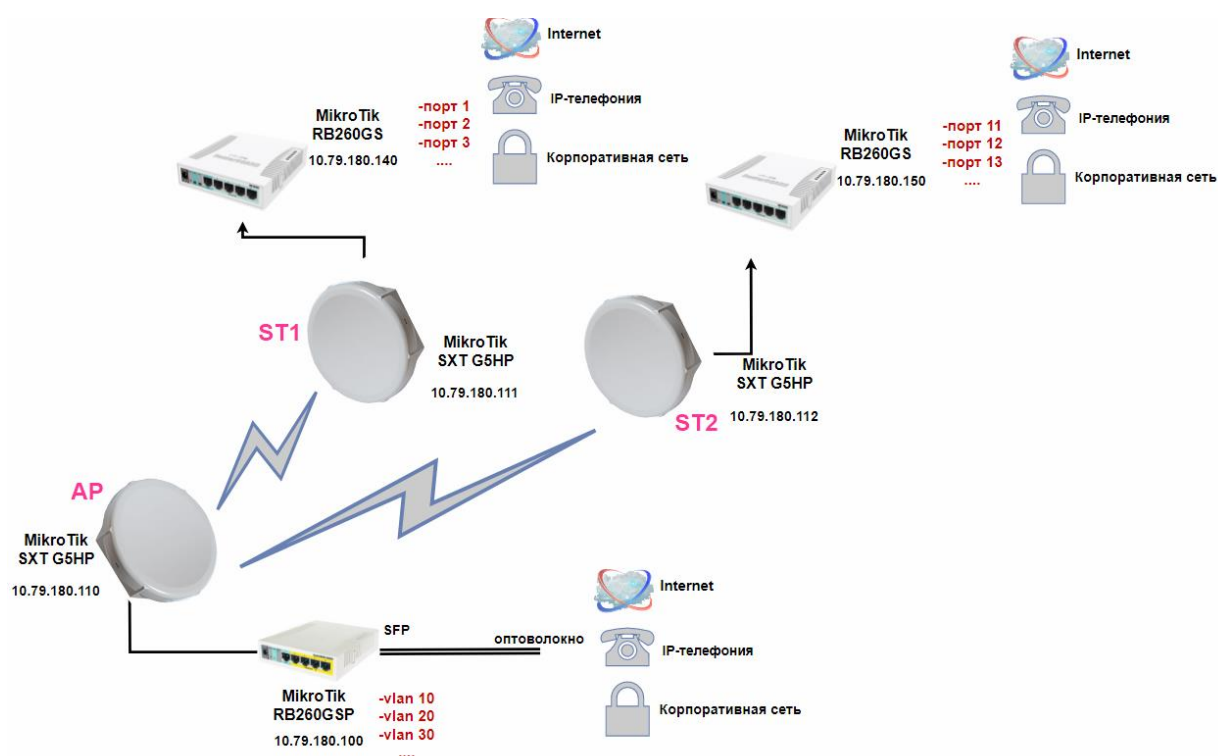 Internet
IP-телефония
Корпоративная сеть
MikroTik
RB260GS
10.79.180.140
-порт 1
-порт 2
-порт 3
....
Internet
IP-телефония
Корпоративная сеть
MikroTik
RB260GS
10.79.180.150
-порт 11
-порт 12
-порт 13
....
ST1
MikroTik
SXT G5HP
10.79.180.111
ST2
MikroTik
SXT G5HP
10.79.180.112
AP
MikroTik
SXT G5HP
10.79.180.110
SFP
оптоволокно
Internet
IP-телефония
Корпоративная сеть
MikroTik
RB260GSP
10.79.180.100
-vlan 10
-vlan 20
-vlan 30
....